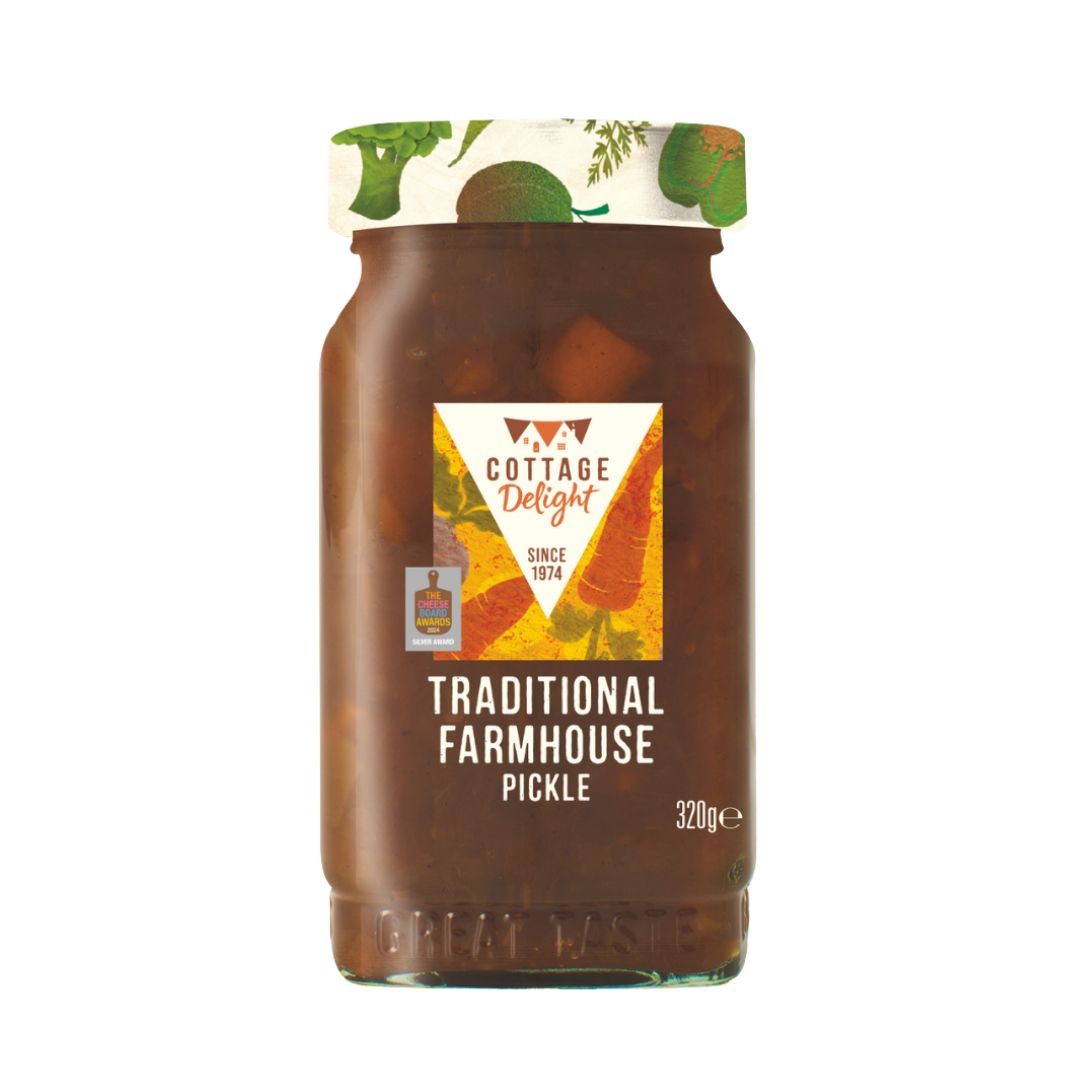 COTTAGE
Delight
SINCE
1974
THE
CHEESE
BOARD
AWARDS
2024
SILVER AWARD
TRADITIONAL
FARMHOUSE
PICKLE
320g℮
GREAT TASTE